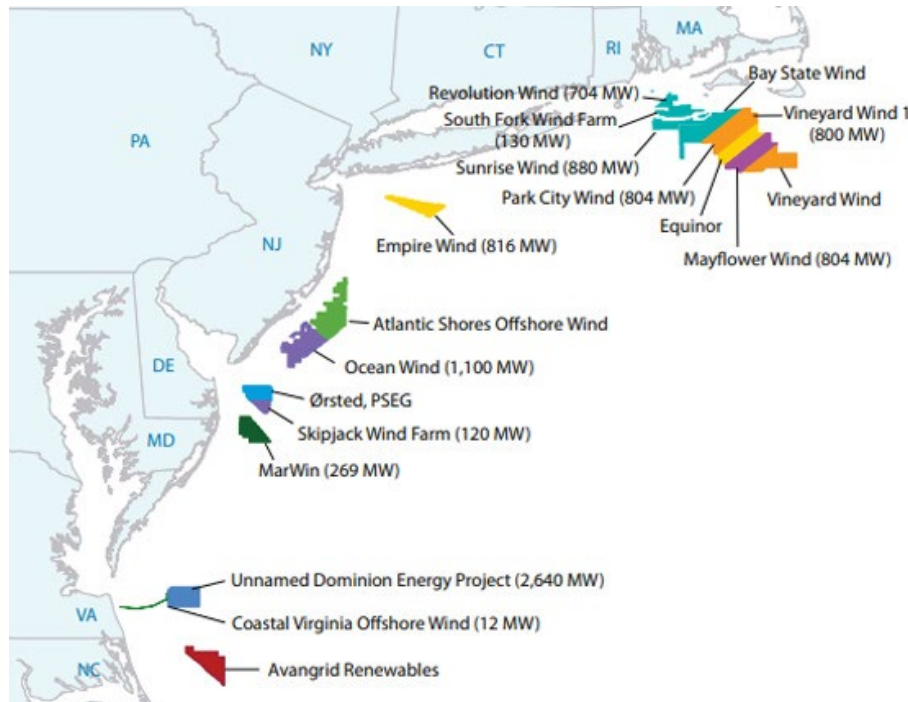 NY
CT
RI
MA
PA
NJ
DE
MD
VA
NC
Bay State Wind
Revolution Wind (704 MW)
South Fork Wind Farm
(130 MW)
Vineyard Wind 1
(800 MW)
Sunrise Wind (880 MW)
Park City Wind (804 MW)
Vineyard Wind
Equinor
Mayflower Wind (804 MW)
Empire Wind (816 MW)
Atlantic Shores Offshore Wind
Ocean Wind (1,100 MW)
Ørsted, PSEG
Skipjack Wind Farm (120 MW)
MarWin (269 MW)
Unnamed Dominion Energy Project (2,640 MW)
Coastal Virginia Offshore Wind (12 MW)
Avangrid Renewables